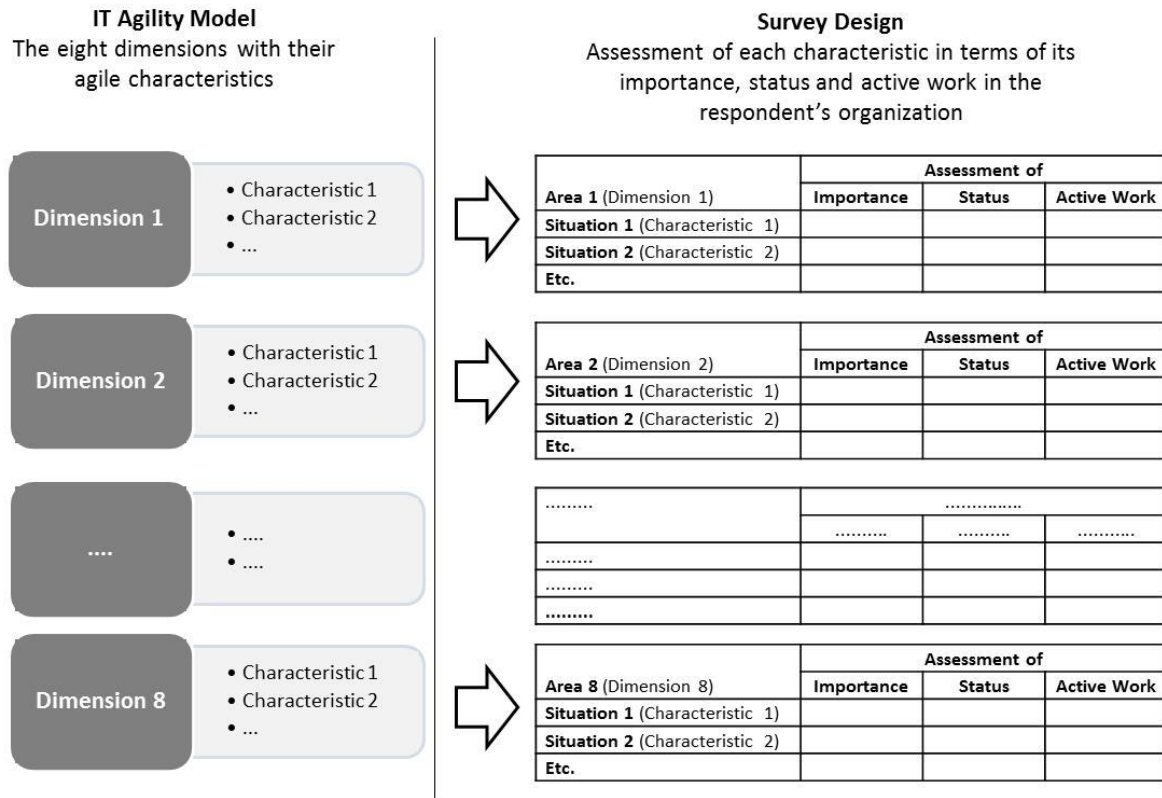 IT Agility Model
The eight dimensions with their
agile characteristics
Survey Design
Assessment of each characteristic in terms of its
importance, status and active work in the
respondent's organization
Dimension 1
• Characteristic 1
• Characteristic 2
• ...
Assessment of
Area 1 (Dimension 1) Importance Status Active Work
Situation 1 (Characteristic 1)
Situation 2 (Characteristic 2)
Etc.
Dimension 2
• Characteristic 1
• Characteristic 2
• ...
Assessment of
Area 2 (Dimension 2) Importance Status Active Work
Situation 1 (Characteristic 1)
Situation 2 (Characteristic 2)
Etc.
....
• ....
• ....
......... ..............
.......... ......... ...........
.........
.........
.........
Dimension 8
• Characteristic 1
• Characteristic 2
• ...
Assessment of
Area 8 (Dimension 8) Importance Status Active Work
Situation 1 (Characteristic 1)
Situation 2 (Characteristic 2)
Etc.